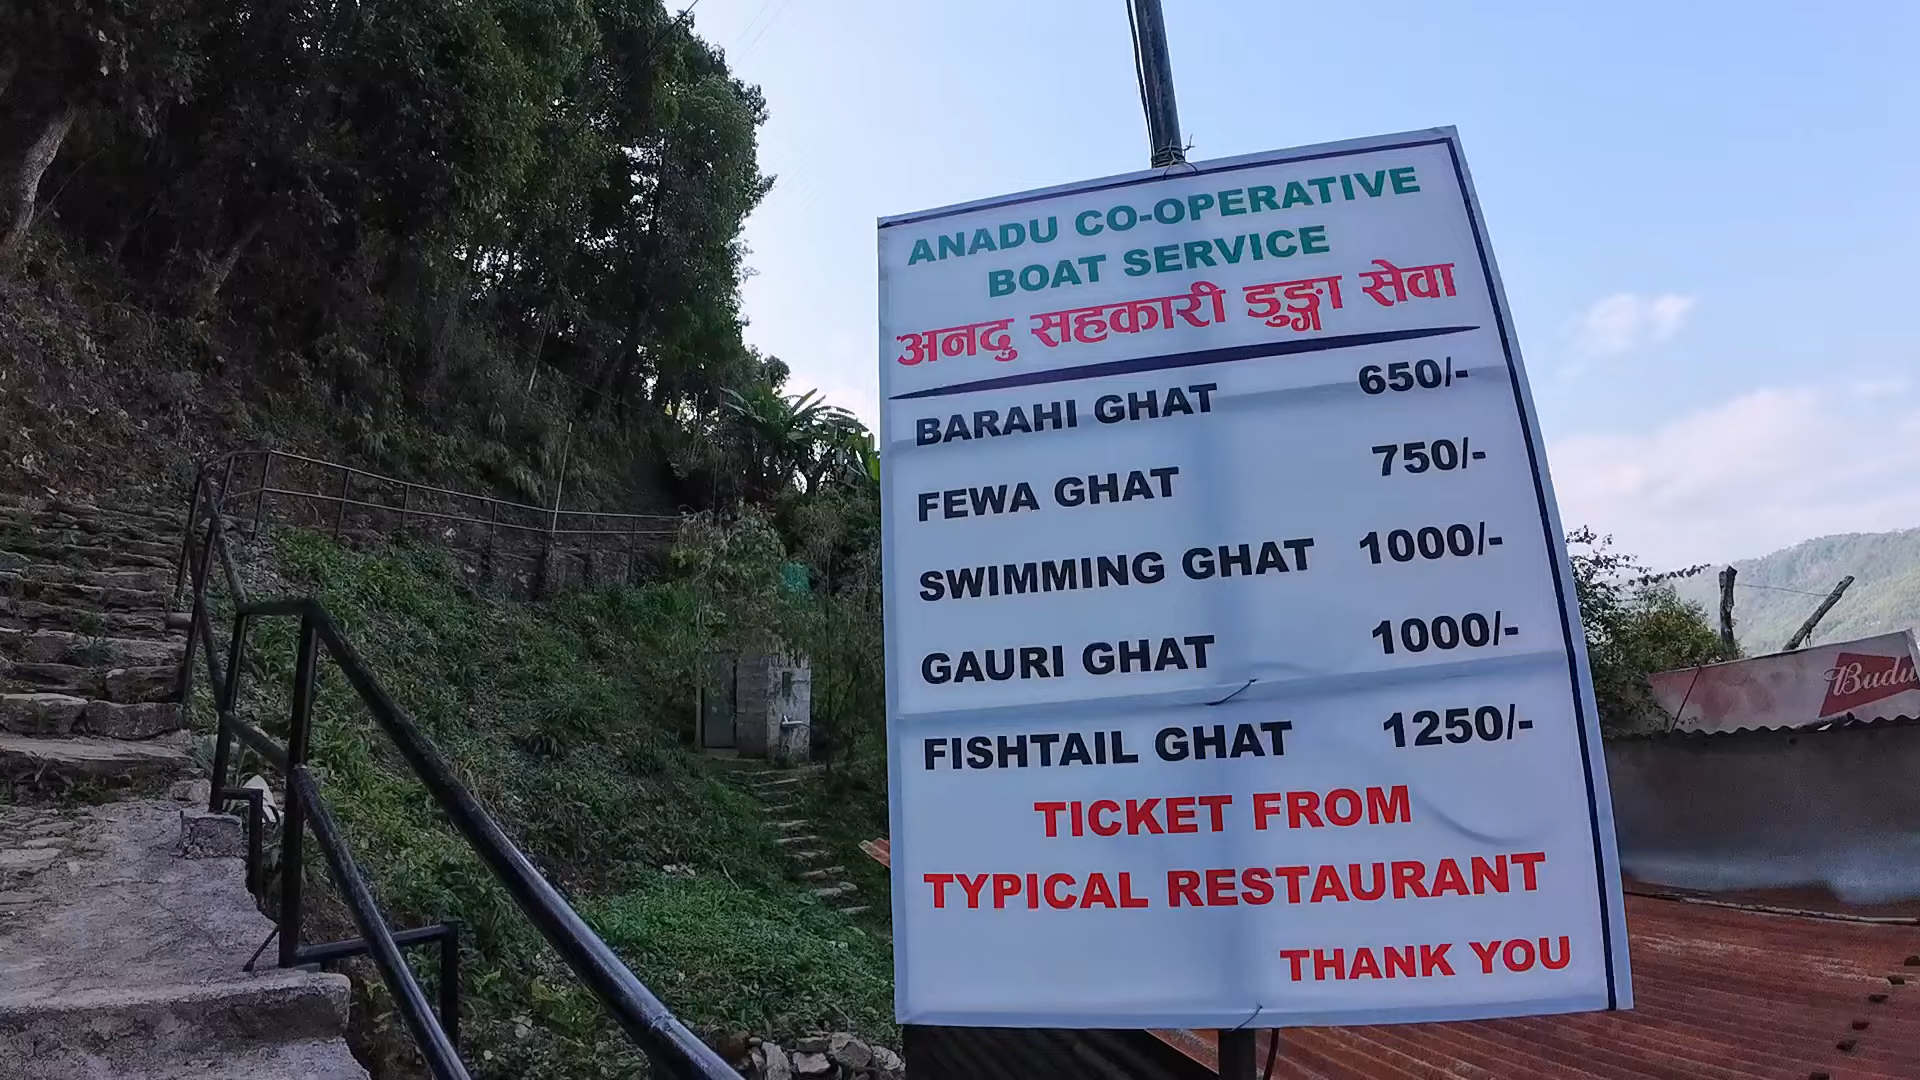 ANADU CO-OPERATIVE
BOAT SERVICE
अनदु सहकारी डुङ्गा सेवा
BARAHI GHAT 650/-
FEWA GHAT 750/-
SWIMMING GHAT 1000/-
GAURI GHAT 1000/-
FISHTAIL GHAT 1250/-
TICKET FROM
TYPICAL RESTAURANT
THANK YOU
Budu